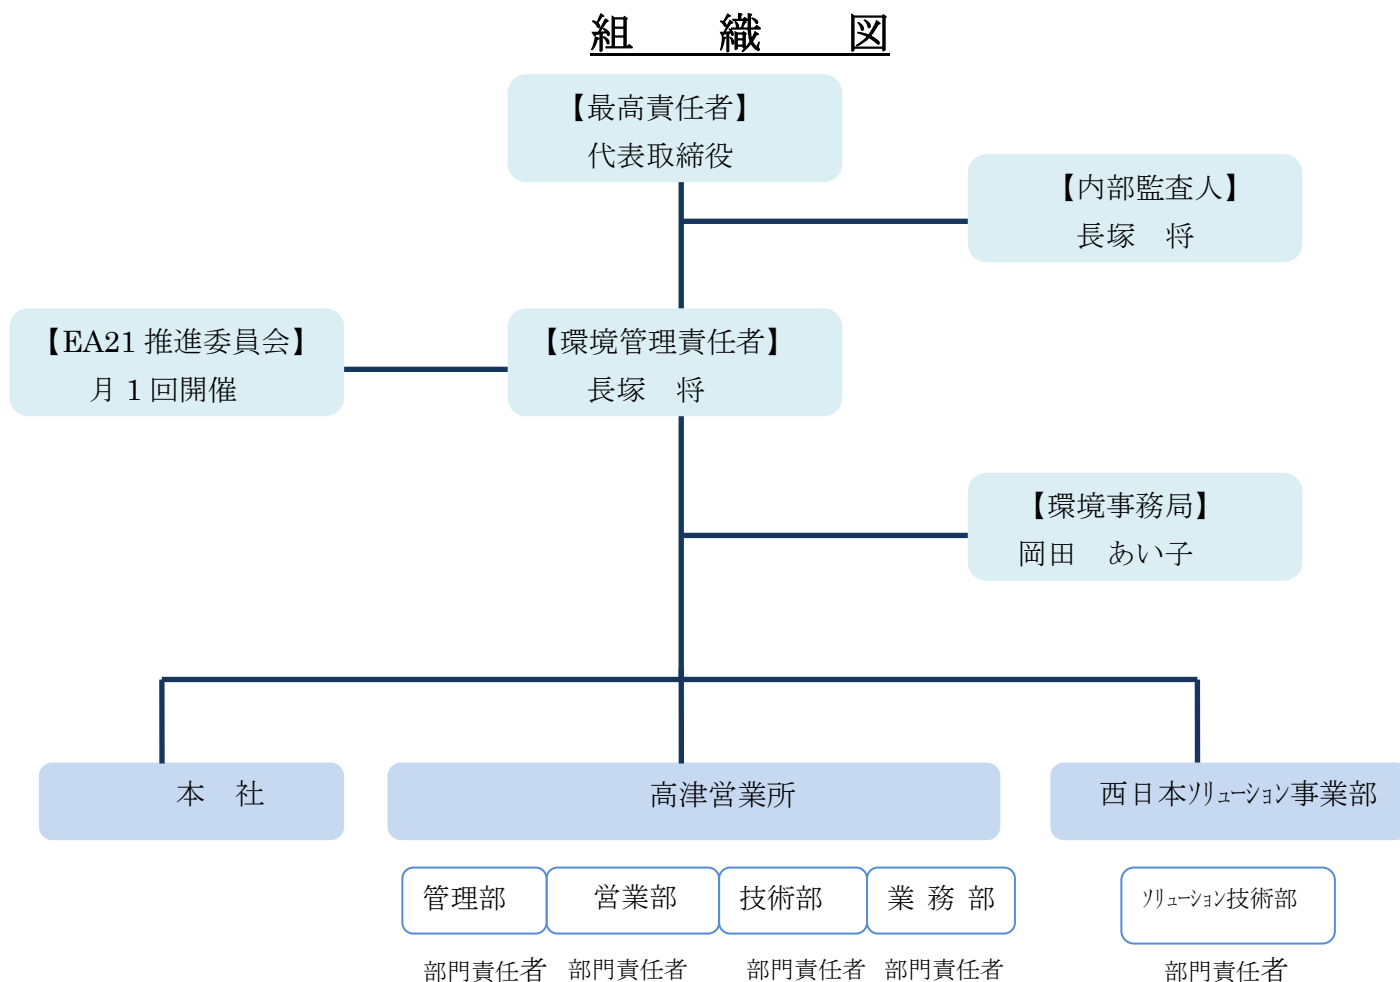 組　織　図
【最高責任者】
代表取締役
【内部監査人】
長塚　将
【EA21 推進委員会】
月 1 回開催
【環境管理責任者】
長塚　将
【環境事務局】
岡田　あい子
本　社
高津営業所
西日本ｿﾘｭｰｼｮﾝ事業部
管理部
営業部
技術部
業 務 部
ｿﾘｭｰｼｮﾝ技術部
部門責任者
部門責任者
部門責任者
部門責任者
部門責任者